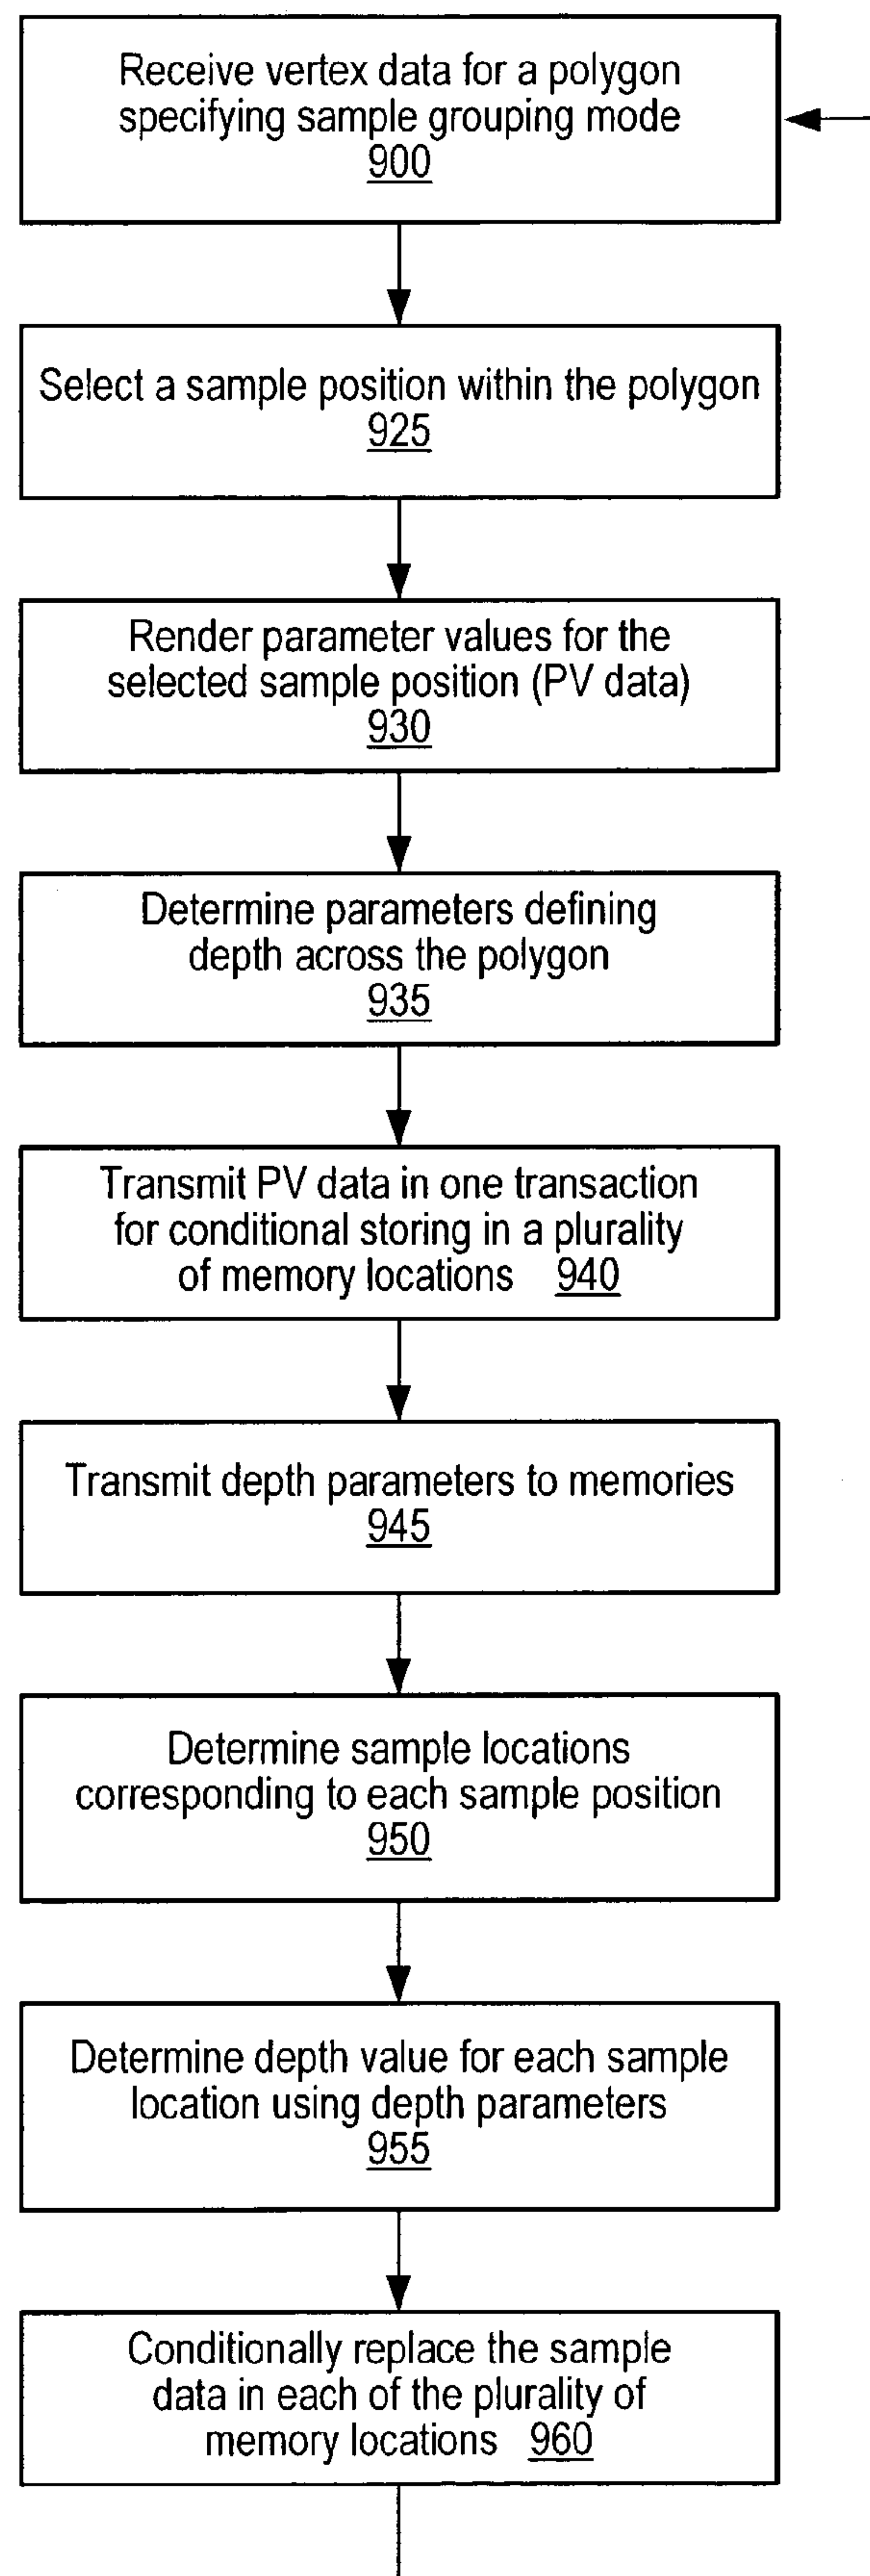 Receive vertex data for a polygon
specifying sample grouping mode
900
Select a sample position within the polygon
925
Render parameter values for the
selected sample position (PV data)
930
Determine parameters defining
depth across the polygon
935
Transmit PV data in one transaction
for conditional storing in a plurality
of memory locations 940
Transmit depth parameters to memories
945
Determine sample locations
corresponding to each sample position
950
Determine depth value for each sample
location using depth parameters
955
Conditionally replace the sample
data in each of the plurality of
memory locations 960